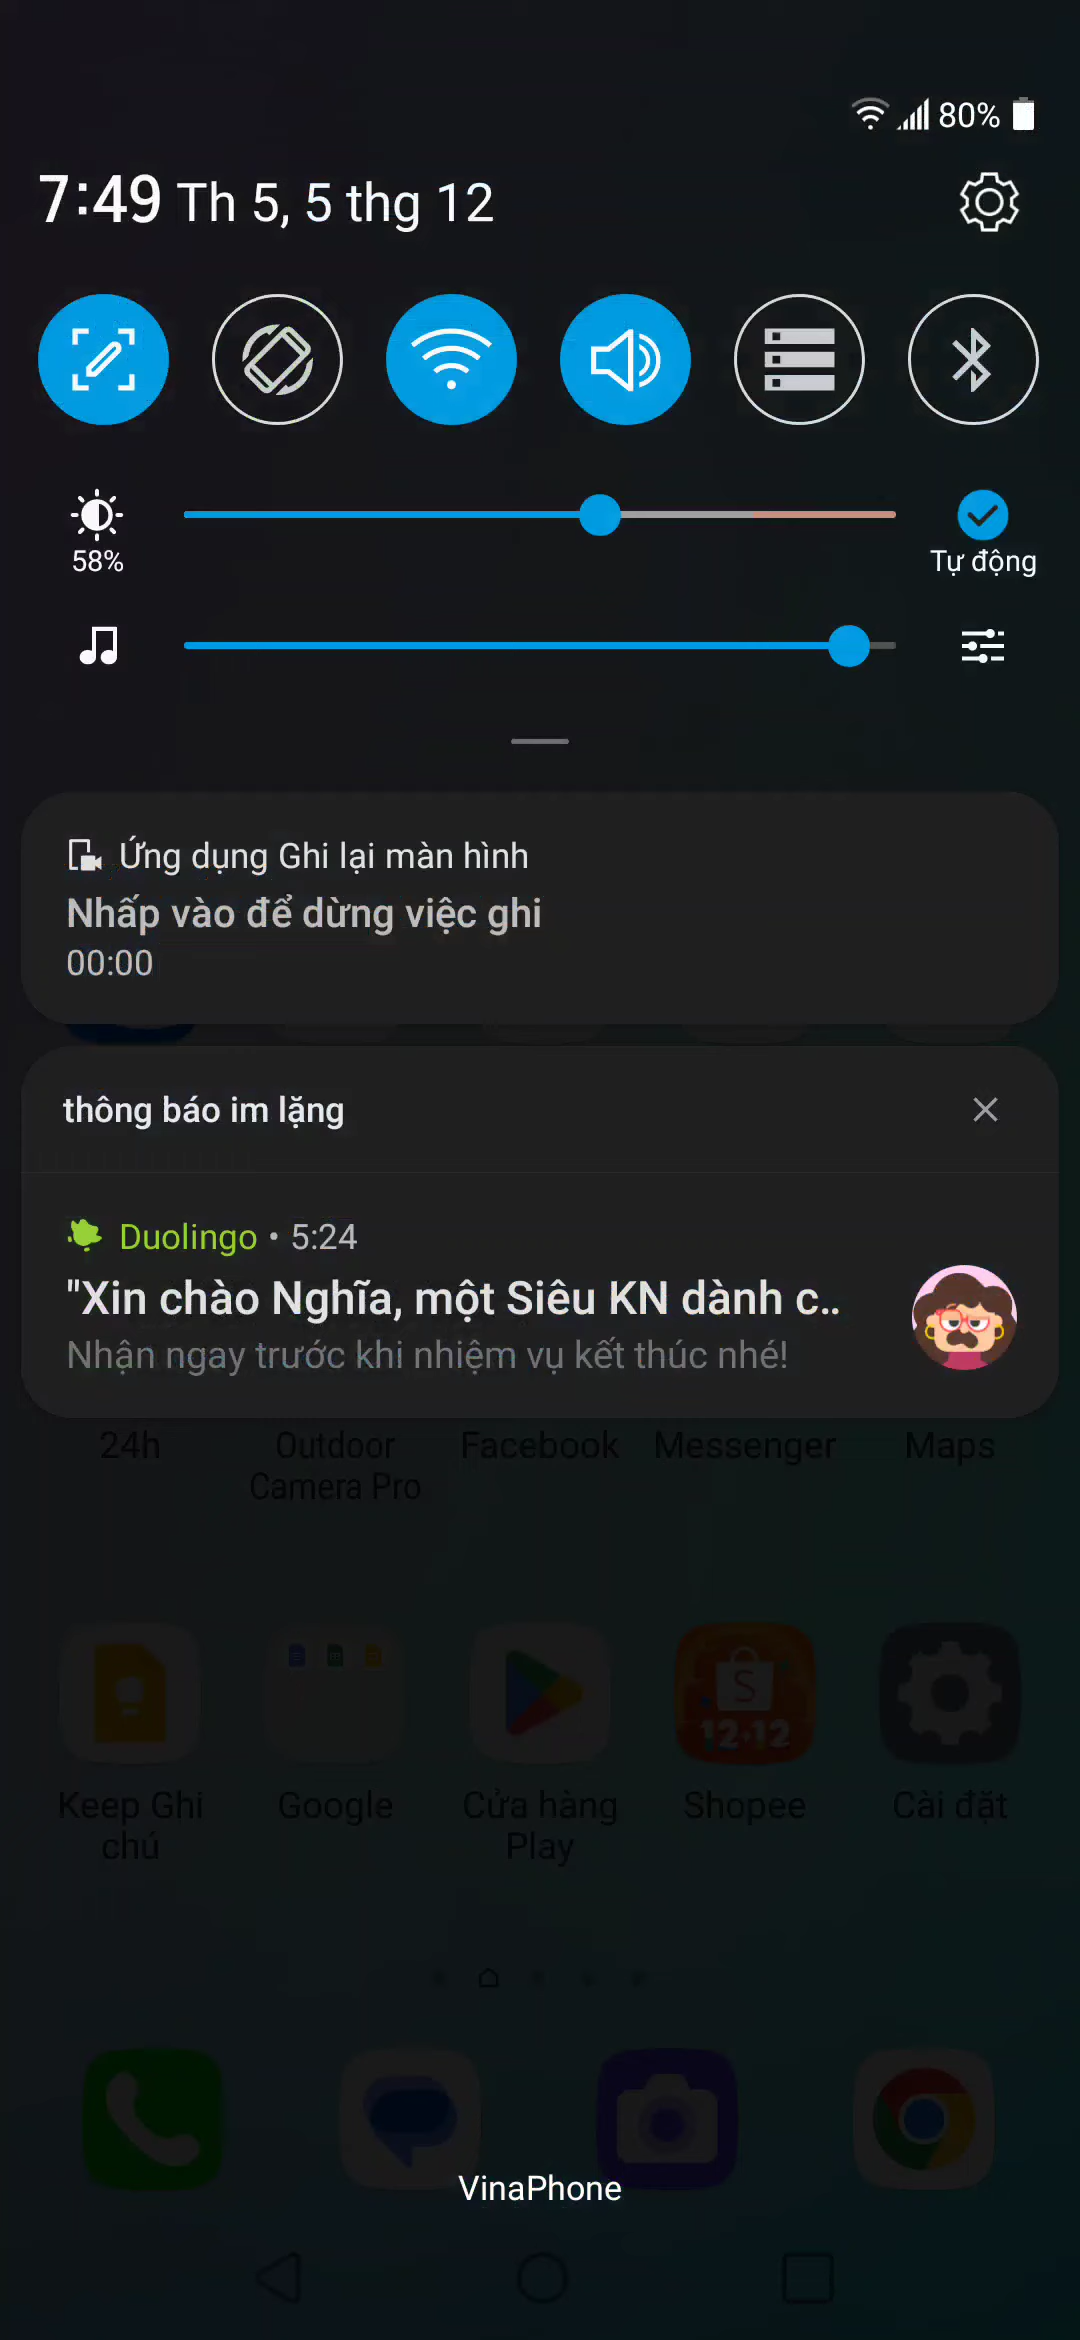 80%
7:49 Th 5, 5 thg 12
58%
Tự động
Ứng dụng Ghi lại màn hình
Nhấp vào để dừng việc ghi
00:00
thông báo im lặng
Duolingo • 5:24
"Xin chào Nghĩa, một Siêu KN dành c..
Nhận ngay trước khi nhiệm vụ kết thúc nhé!
24h
Outdoor Camera Pro
Facebook
Messenger
Maps
S
12•12
Keep Ghi chú
Google
Cửa hàng Play
Shopee
Cài đặt
VinaPhone